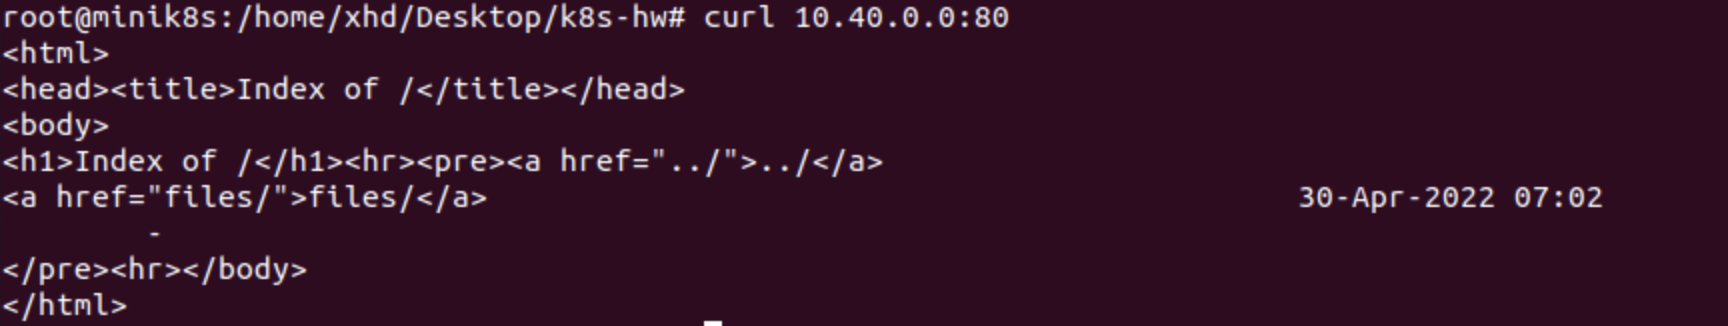 root@minik8s:/home/xhd/Desktop/k8s-hw# curl 10.40.0.0:80
<html>
<head><title>Index of /</title></head>
<body>
<h1>Index of /</h1><hr><pre><a href="../">../</a>
<a href="files/">files/</a>                                             30-Apr-2022 07:02
        -
</pre><hr></body>
</html>